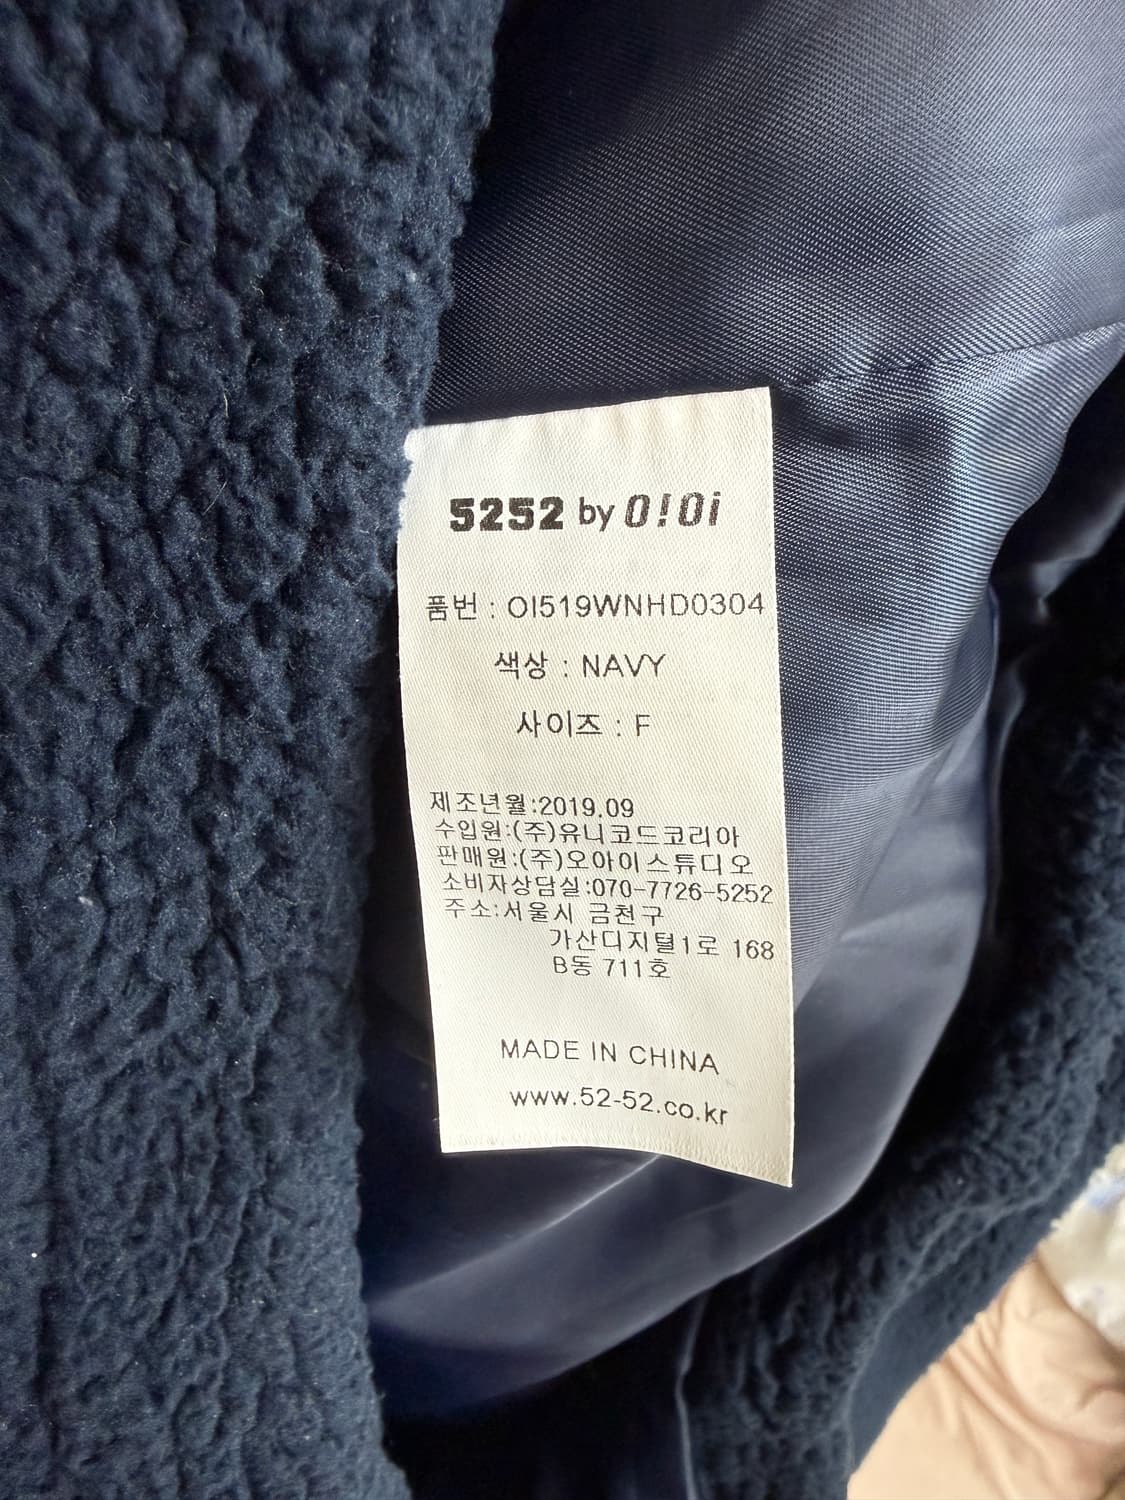 5252 by O!Oi
품번 : OI519WNHD0304
색상 : NAVY
사이즈 : F
제조년월:2019.09
수입원:(주)유니코드코리아
판매원:(주)오아이스튜디오
소비자상담실:070-7726-5252
주소:서울시 금천구
가산디지털1로 168
B동 711호
MADE IN CHINA
www.52-52.co.kr